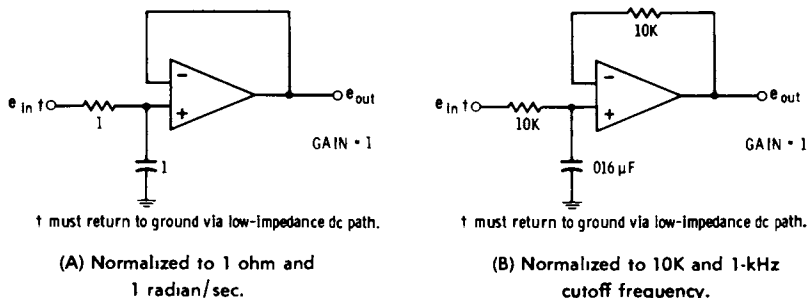 10K
−
+
e in †
1
1
e out
GAIN = 1
† must return to ground via low-impedance dc path.
(A) Normalized to 1 ohm and
1 radian/sec.
10K
−
+
e in †
10K
016 µF
e out
GAIN = 1
† must return to ground via low-impedance dc path.
(B) Normalized to 10K and 1-kHz
cutoff frequency.